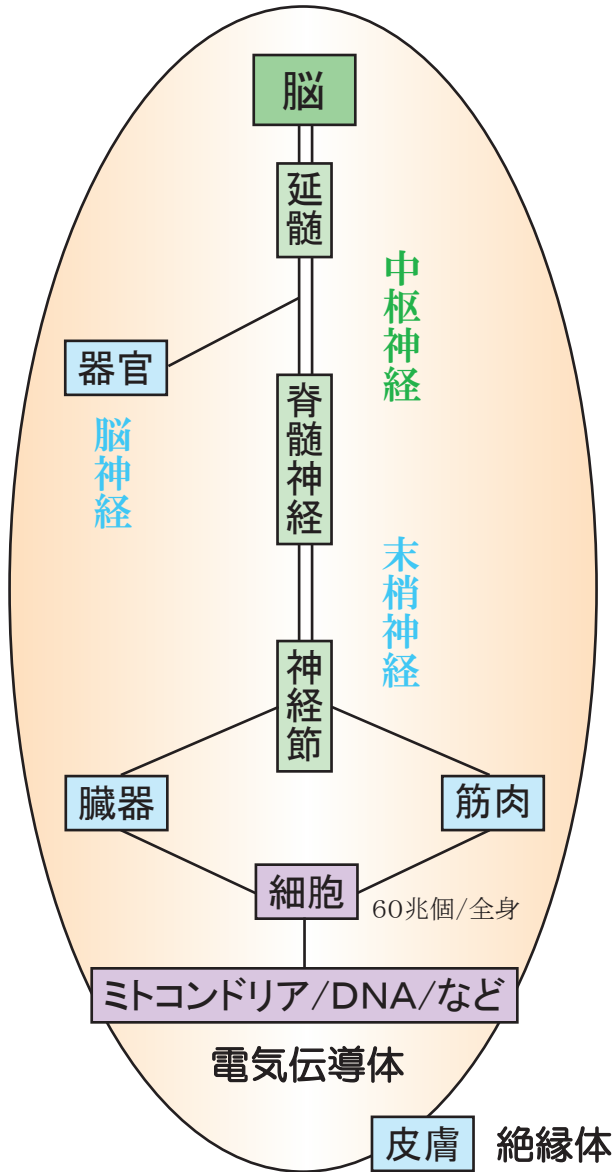 脳
延髄
中枢神経
器官
脳神経
脊髄神経
末梢神経
神経節
臓器
筋肉
細胞
60兆個/全身
ミトコンドリア/DNA/など
電気伝導体
皮膚
絶縁体